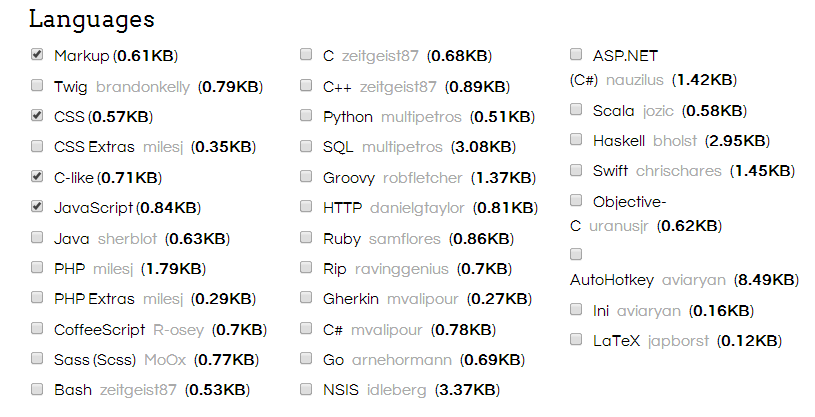 Languages
Markup (0.61KB)
Twig brandonkelly (0.79KB)
CSS (0.57KB)
CSS Extras milesj (0.35KB)
C-like (0.71KB)
JavaScript (0.84KB)
Java sherblot (0.63KB)
PHP milesj (1.79KB)
PHP Extras milesj (0.29KB)
CoffeeScript R-osey (0.7KB)
Sass (Scss) MoOx (0.77KB)
Bash zeitgeist87 (0.53KB)
C zeitgeist87 (0.68KB)
C++ zeitgeist87 (0.89KB)
Python multipetros (0.51KB)
SQL multipetros (3.08KB)
Groovy robfletcher (1.37KB)
HTTP danielgtaylor (0.81KB)
Ruby samflores (0.86KB)
Rip ravinggenius (0.7KB)
Gherkin mvalipour (0.27KB)
C# mvalipour (0.78KB)
Go arnehormann (0.69KB)
NSIS idleberg (3.37KB)
ASP.NET
(C#) nauzilus (1.42KB)
Scala jozic (0.58KB)
Haskell bholst (2.95KB)
Swift chrischares (1.45KB)
Objective-
C uranusjr (0.62KB)
AutoHotkey aviaryan (8.49KB)
Ini aviaryan (0.16KB)
LaTeX japborst (0.12KB)